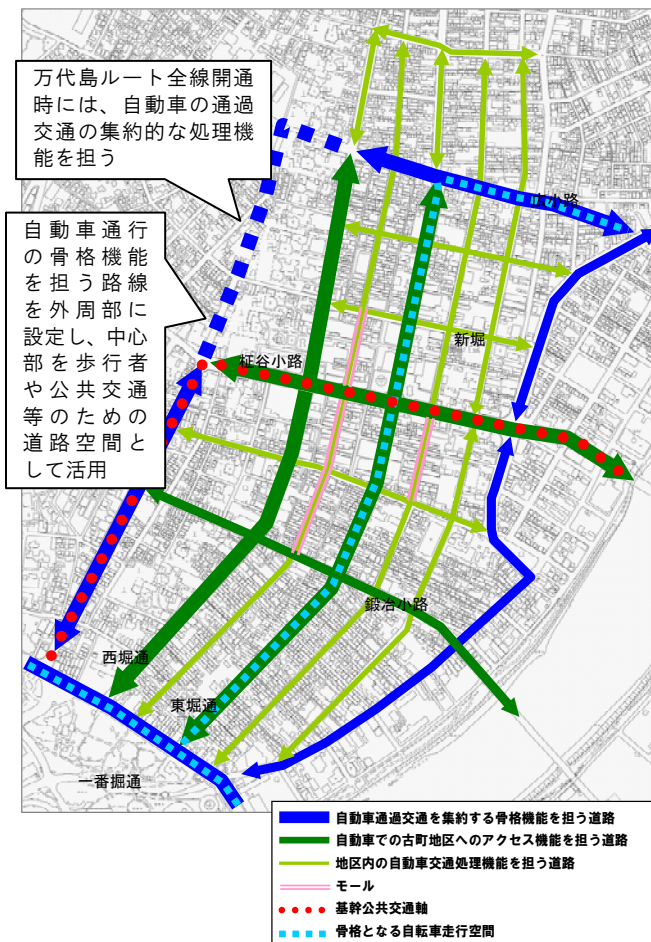 万代島ルート全線開通
時には、自動車の通過
交通の集約的な処理機
能を担う
広小路
自動車通行
の骨格機能
を担う路線
を外周部に
設定し、中心
部を歩行者
や公共交通
等のための
道路空間と
して活用
新堀
柾谷小路
鍛冶小路
西堀通
東堀通
一番掘通
自動車通過交通を集約する骨格機能を担う道路
自動車での古町地区へのアクセス機能を担う道路
地区内の自動車交通処理機能を担う道路
モール
基幹公共交通軸
骨格となる自転車走行空間